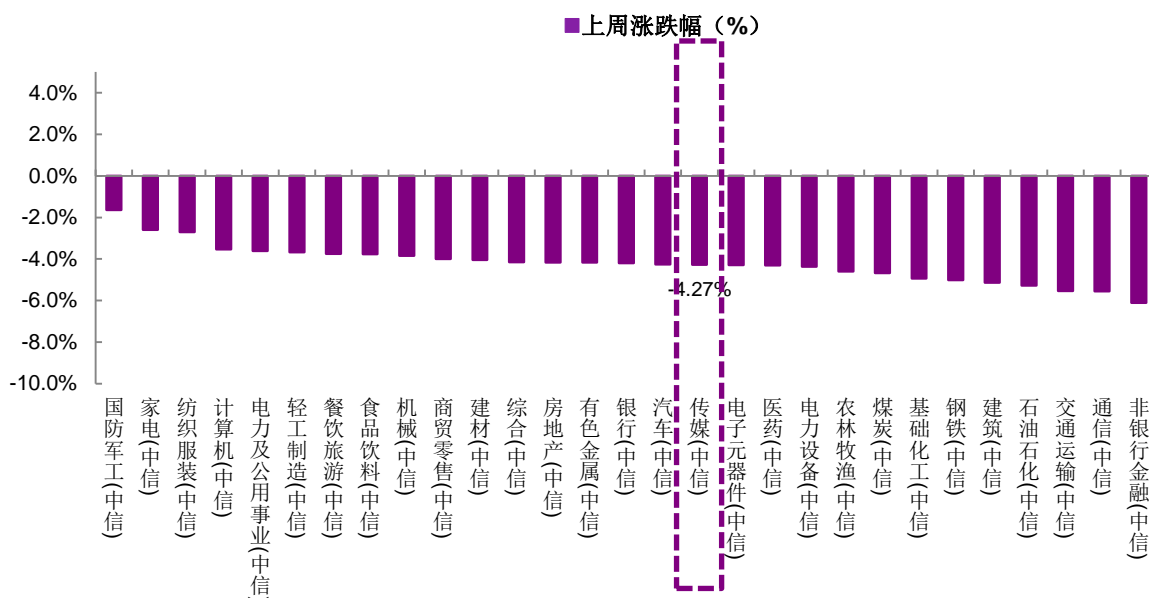 上周涨跌幅（%）
4.0%
2.0%
0.0%
-2.0%
-4.0%
-6.0%
-8.0%
-10.0%
-4.27%
国防军工(中信)
家电(中信)
纺织服装(中信)
计算机(中信)
电力及公用事业(中信
轻工制造(中信)
餐饮旅游(中信)
食品饮料(中信)
机械(中信)
商贸零售(中信)
建材(中信)
综合(中信)
房地产(中信)
有色金属(中信)
银行(中信)
汽车(中信)
传媒(中信)
电子元器件(中信)
医药(中信)
电力设备(中信)
农林牧渔(中信)
煤炭(中信)
基础化工(中信)
钢铁(中信)
建筑(中信)
石油石化(中信)
交通运输(中信)
通信(中信)
非银行金融(中信)